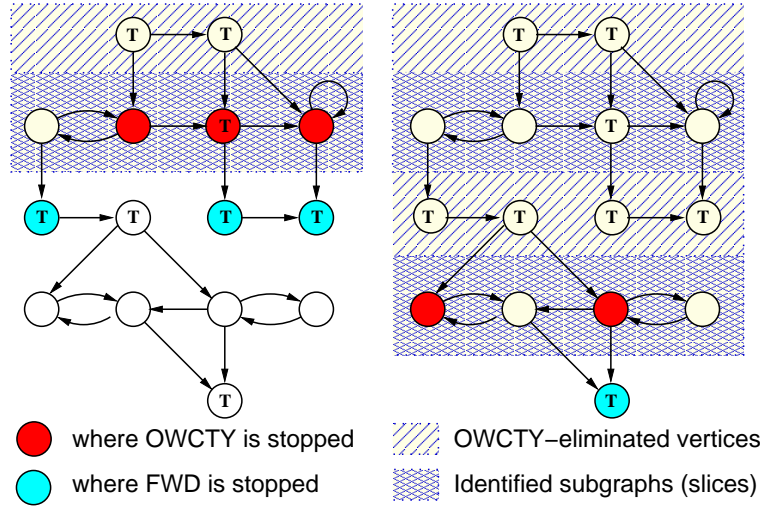 T T T T
T T
T T T T T T T T
T
T
where OWCTY is stopped OWCTY−eliminated vertices
where FWD is stopped Identified subgraphs (slices)